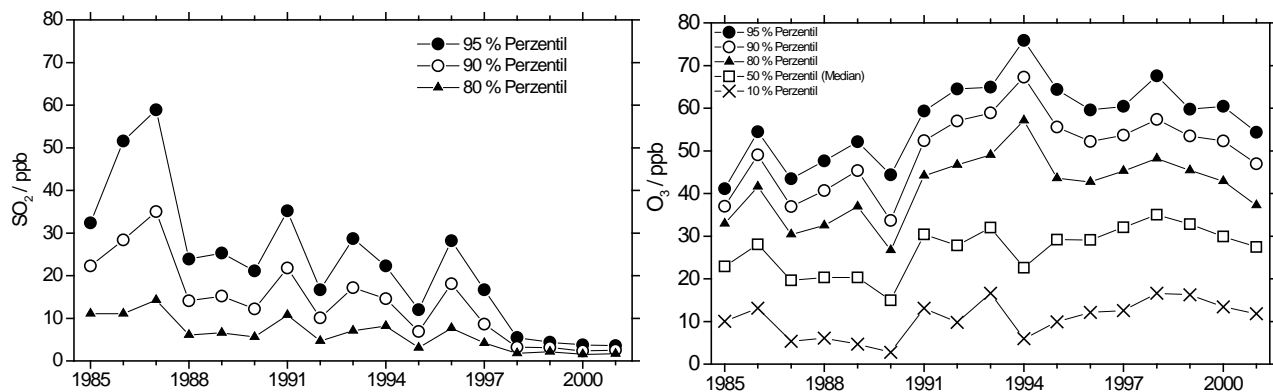 80
70
60
50
40
30
20
10
0
SO2 / ppb
95 % Perzentil
90 % Perzentil
80 % Perzentil
1985 1988 1991 1994 1997 2000
80
70
60
50
40
30
20
10
0
O3 / ppb
95 % Perzentil
90 % Perzentil
80 % Perzentil
50 % Perzentil (Median)
10 % Perzentil
1985 1988 1991 1994 1997 2000